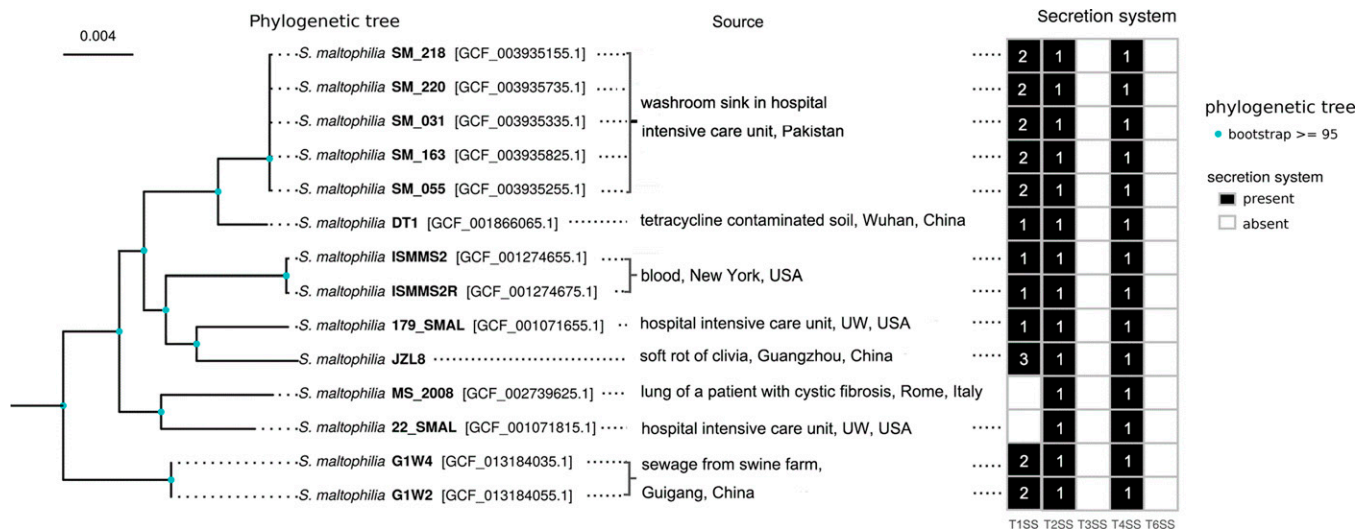 Phylogenetic tree Source Secretion system
0.004
S. maltophilia SM_218 [GCF_003935155.1] 2 1 1
S. maltophilia SM_220 [GCF_003935735.1] 2 1 1
washroom sink in hospital
S. maltophilia SM_031 [GCF_003935335.1] 2 1 1
intensive care unit, Pakistan
S. maltophilia SM_163 [GCF_003935825.1] 2 1 1
S. maltophilia SM_055 [GCF_003935255.1] 2 1 1
S. maltophilia DT1 [GCF_001866065.1] tetracycline contaminated soil, Wuhan, China 1 1 1
S. maltophilia ISMMS2 [GCF_001274655.1] 1 1 1
blood, New York, USA
S. maltophilia ISMMS2R [GCF_001274675.1] 1 1 1
S. maltophilia 179_SMAL [GCF_001071655.1] hospital intensive care unit, UW, USA 1 1 1
S. maltophilia JZL8 soft rot of clivia, Guangzhou, China 3 1 1
S. maltophilia MS_2008 [GCF_002739625.1] lung of a patient with cystic fibrosis, Rome, Italy 1 1
S. maltophilia 22_SMAL [GCF_001071815.1] hospital intensive care unit, UW, USA 1 1
S. maltophilia G1W4 [GCF_013184035.1] sewage from swine farm, 2 1 1
S. maltophilia G1W2 [GCF_013184055.1] Guigang, China 2 1 1
T1SS T2SS T3SS T4SS T6SS
phylogenetic tree
bootstrap >= 95
secretion system
present
absent